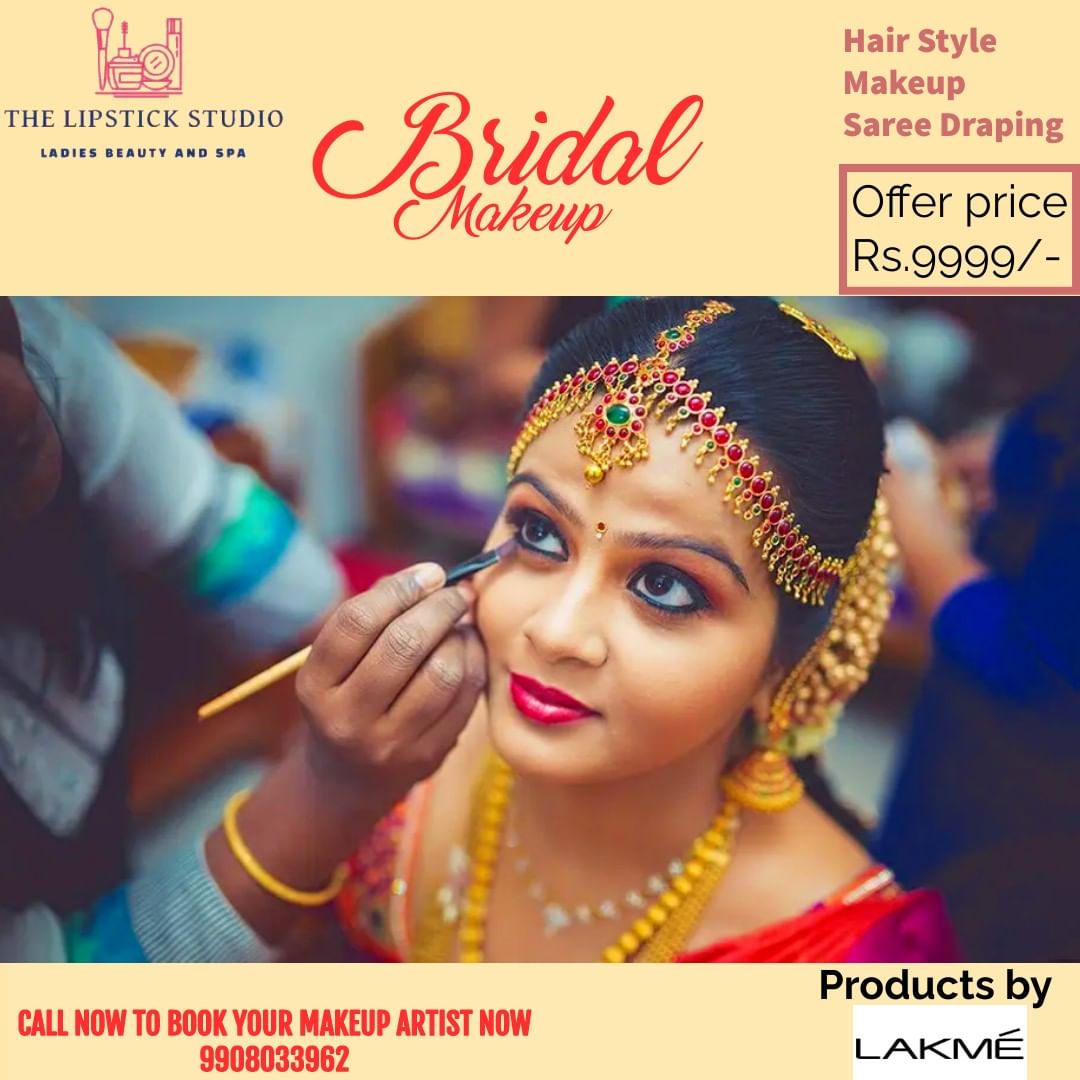 THE LIPSTICK STUDIO
LADIES BEAUTY AND SPA
Bridal
Makeup
Hair Style
Makeup
Saree Draping
Offer price
Rs.9999/-
CALL NOW TO BOOK YOUR MAKEUP ARTIST NOW
9908033962
Products by
LAKMÉ